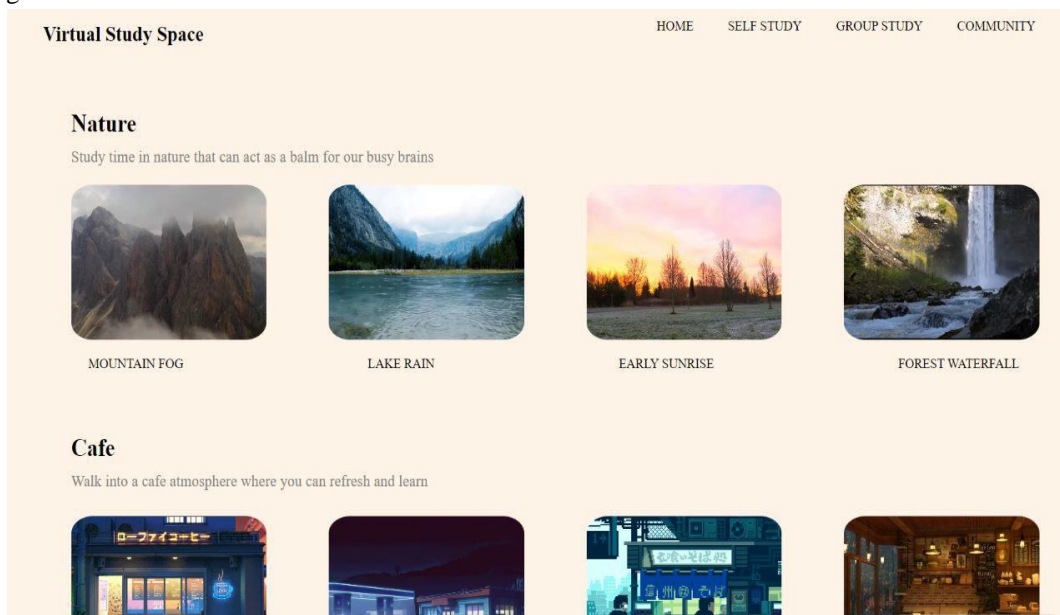 Virtual Study Space
HOME SELF STUDY GROUP STUDY COMMUNITY
Nature
Study time in nature that can act as a balm for our busy brains
MOUNTAIN FOG LAKE RAIN EARLY SUNRISE FOREST WATERFALL
Cafe
Walk into a cafe atmosphere where you can refresh and learn
ローファイコーヒー